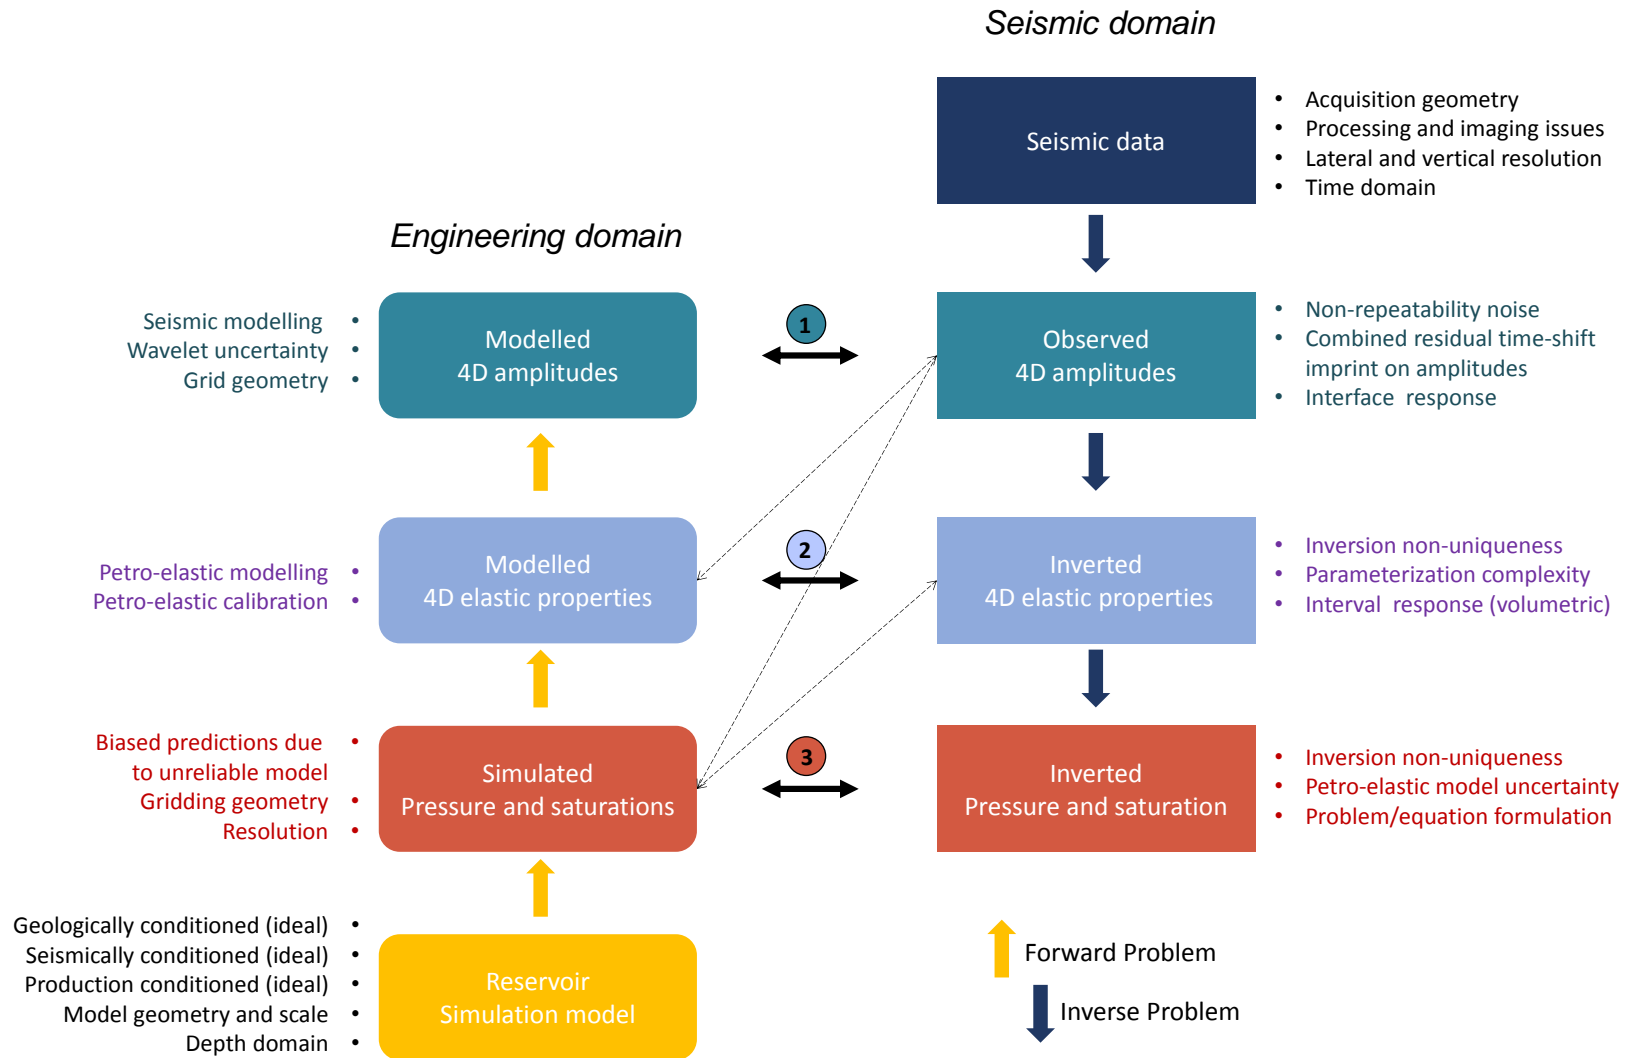 Seismic domain
Seismic data
• Acquisition geometry
• Processing and imaging issues
• Lateral and vertical resolution
• Time domain
Engineering domain
Seismic modelling •
Wavelet uncertainty •
Grid geometry •
Modelled
4D amplitudes
1
Observed
4D amplitudes
• Non-repeatability noise
• Combined residual time-shift
imprint on amplitudes
• Interface response
Petro-elastic modelling •
Petro-elastic calibration •
Modelled
4D elastic properties
2
Inverted
4D elastic properties
• Inversion non-uniqueness
• Parameterization complexity
• Interval response (volumetric)
Biased predictions due •
to unreliable model
Gridding geometry •
Resolution •
Simulated
Pressure and saturations
3
Inverted
Pressure and saturation
• Inversion non-uniqueness
• Petro-elastic model uncertainty
• Problem/equation formulation
Geologically conditioned (ideal) •
Seismically conditioned (ideal) •
Production conditioned (ideal) •
Model geometry and scale •
Depth domain •
Reservoir
Simulation model
Forward Problem
Inverse Problem